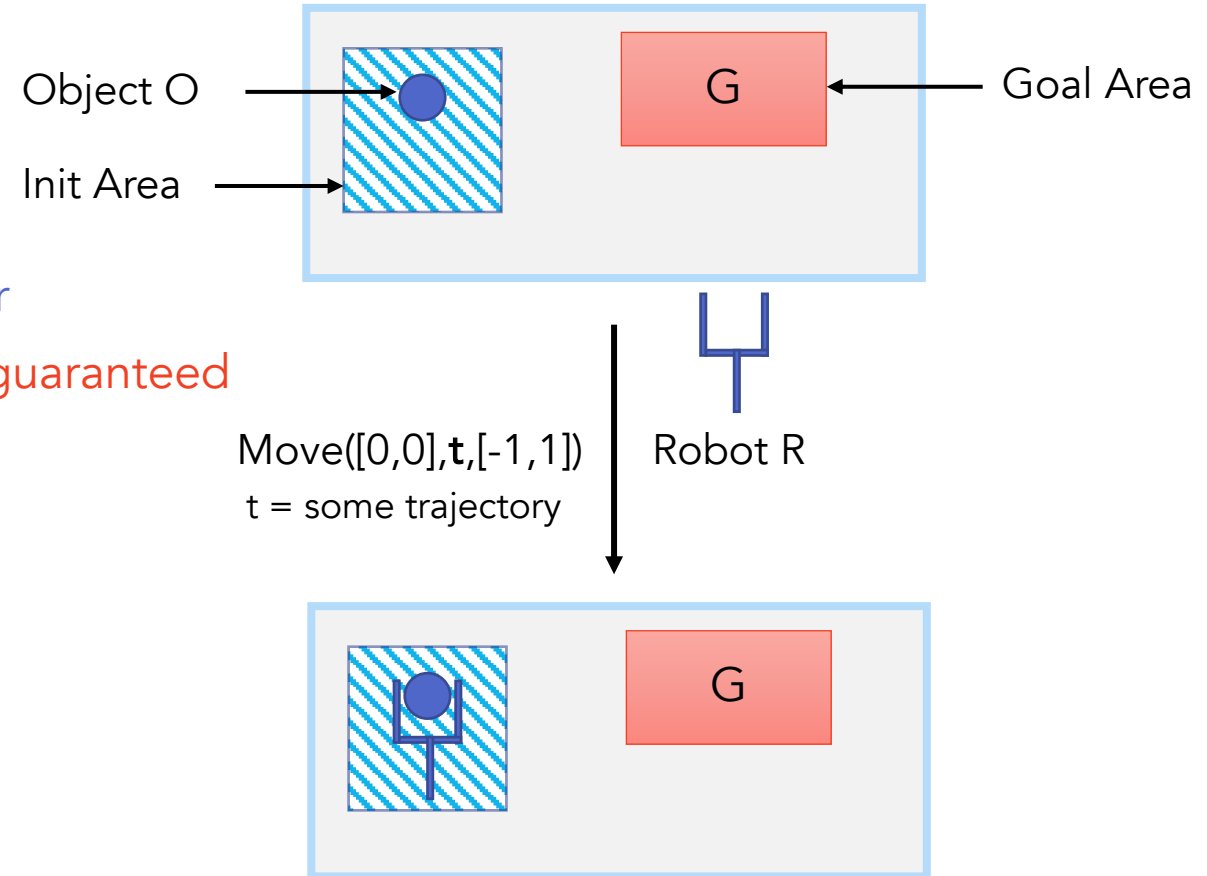 Object O
G
Goal Area
Init Area
guaranteed
Move([0,0],t,[-1,1])
Robot R
t = some trajectory
G